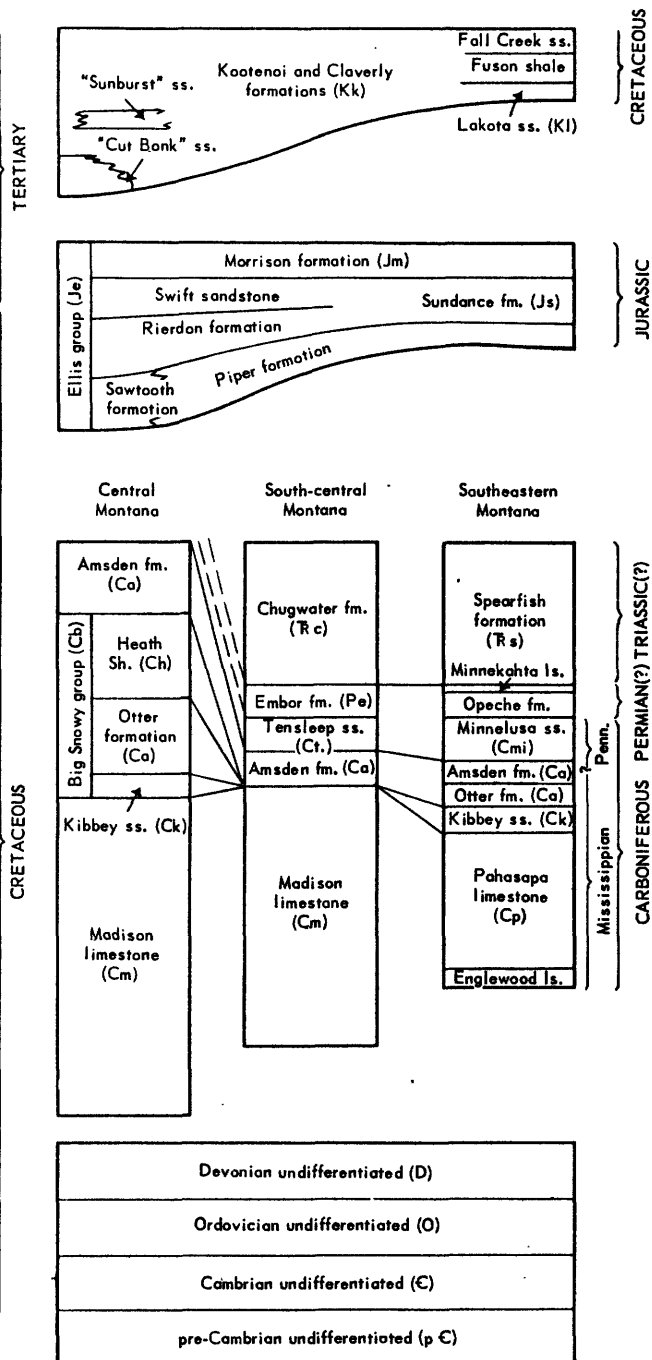 TERTIARY
CRETACEOUS
Fall Creek ss.
Fuson shale
Lakota ss. (Kl)
Kootenai and Claverly
formations (Kk)
"Sunburst" ss.
"Cut Bank" ss.
CRETACEOUS
Ellis group (Je)
Morrison formation (Jm)
Swift sandstone
Rierdon formation
Sundance fm. (Js)
Piper formation
Sawtooth
formation
JURASSIC
Central
Montana
South-central
Montana
Southeastern
Montana
Amsden fm.
(Ca)
Big Snowy group (Cb)
Heath
Sh. (Ch)
Otter
formation
(Ca)
Kibbey ss. (Ck)
Madison
limestone
(Cm)
Chugwater fm.
(TRc)
Embar fm. (Pe)
Tensleep ss.
(Ct.)
Amsden fm. (Ca)
Madison
limestone
(Cm)
Spearfish
formation
(TRs)
Minnekahta ls.
Opeche fm.
Minnelusa ss.
(Cmi)
Amsden fm. (Ca)
Otter fm. (Ca)
Kibbey ss. (Ck)
Pahasapa
limestone
(Cp)
Englewood ls.
Mississippian
?
Penn.
CARBONIFEROUS
PERMIAN(?)
TRIASSIC(?)
Devonian undifferentiated (D)
Ordovician undifferentiated (O)
Cambrian undifferentiated (Ꞓ)
pre-Cambrian undifferentiated (p Ꞓ)